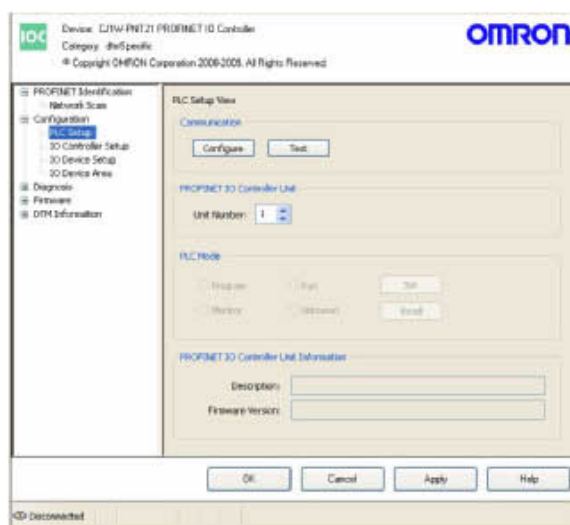 IOC
Device: CJ1W-PNT21 PROFINET IO Controller
Category: dtmSpecific
© Copyright OMRON Corporation 2008-2009. All Rights Reserved
OMRON
PROFINET Identification
Network Scan
Configuration
PLC Setup
IO Controller Setup
IO Device Setup
IO Device Area
Diagnosis
Firmware
DTM Information
PLC Setup View
Communication
Configure Test
PROFINET IO Controller Unit
Unit Number: 1
PLC Mode
Program Run Set
Monitor Unknown
PROFINET IO Controller Unit Information
Description:
Firmware Version:
OK Cancel Apply Help
Disconnected